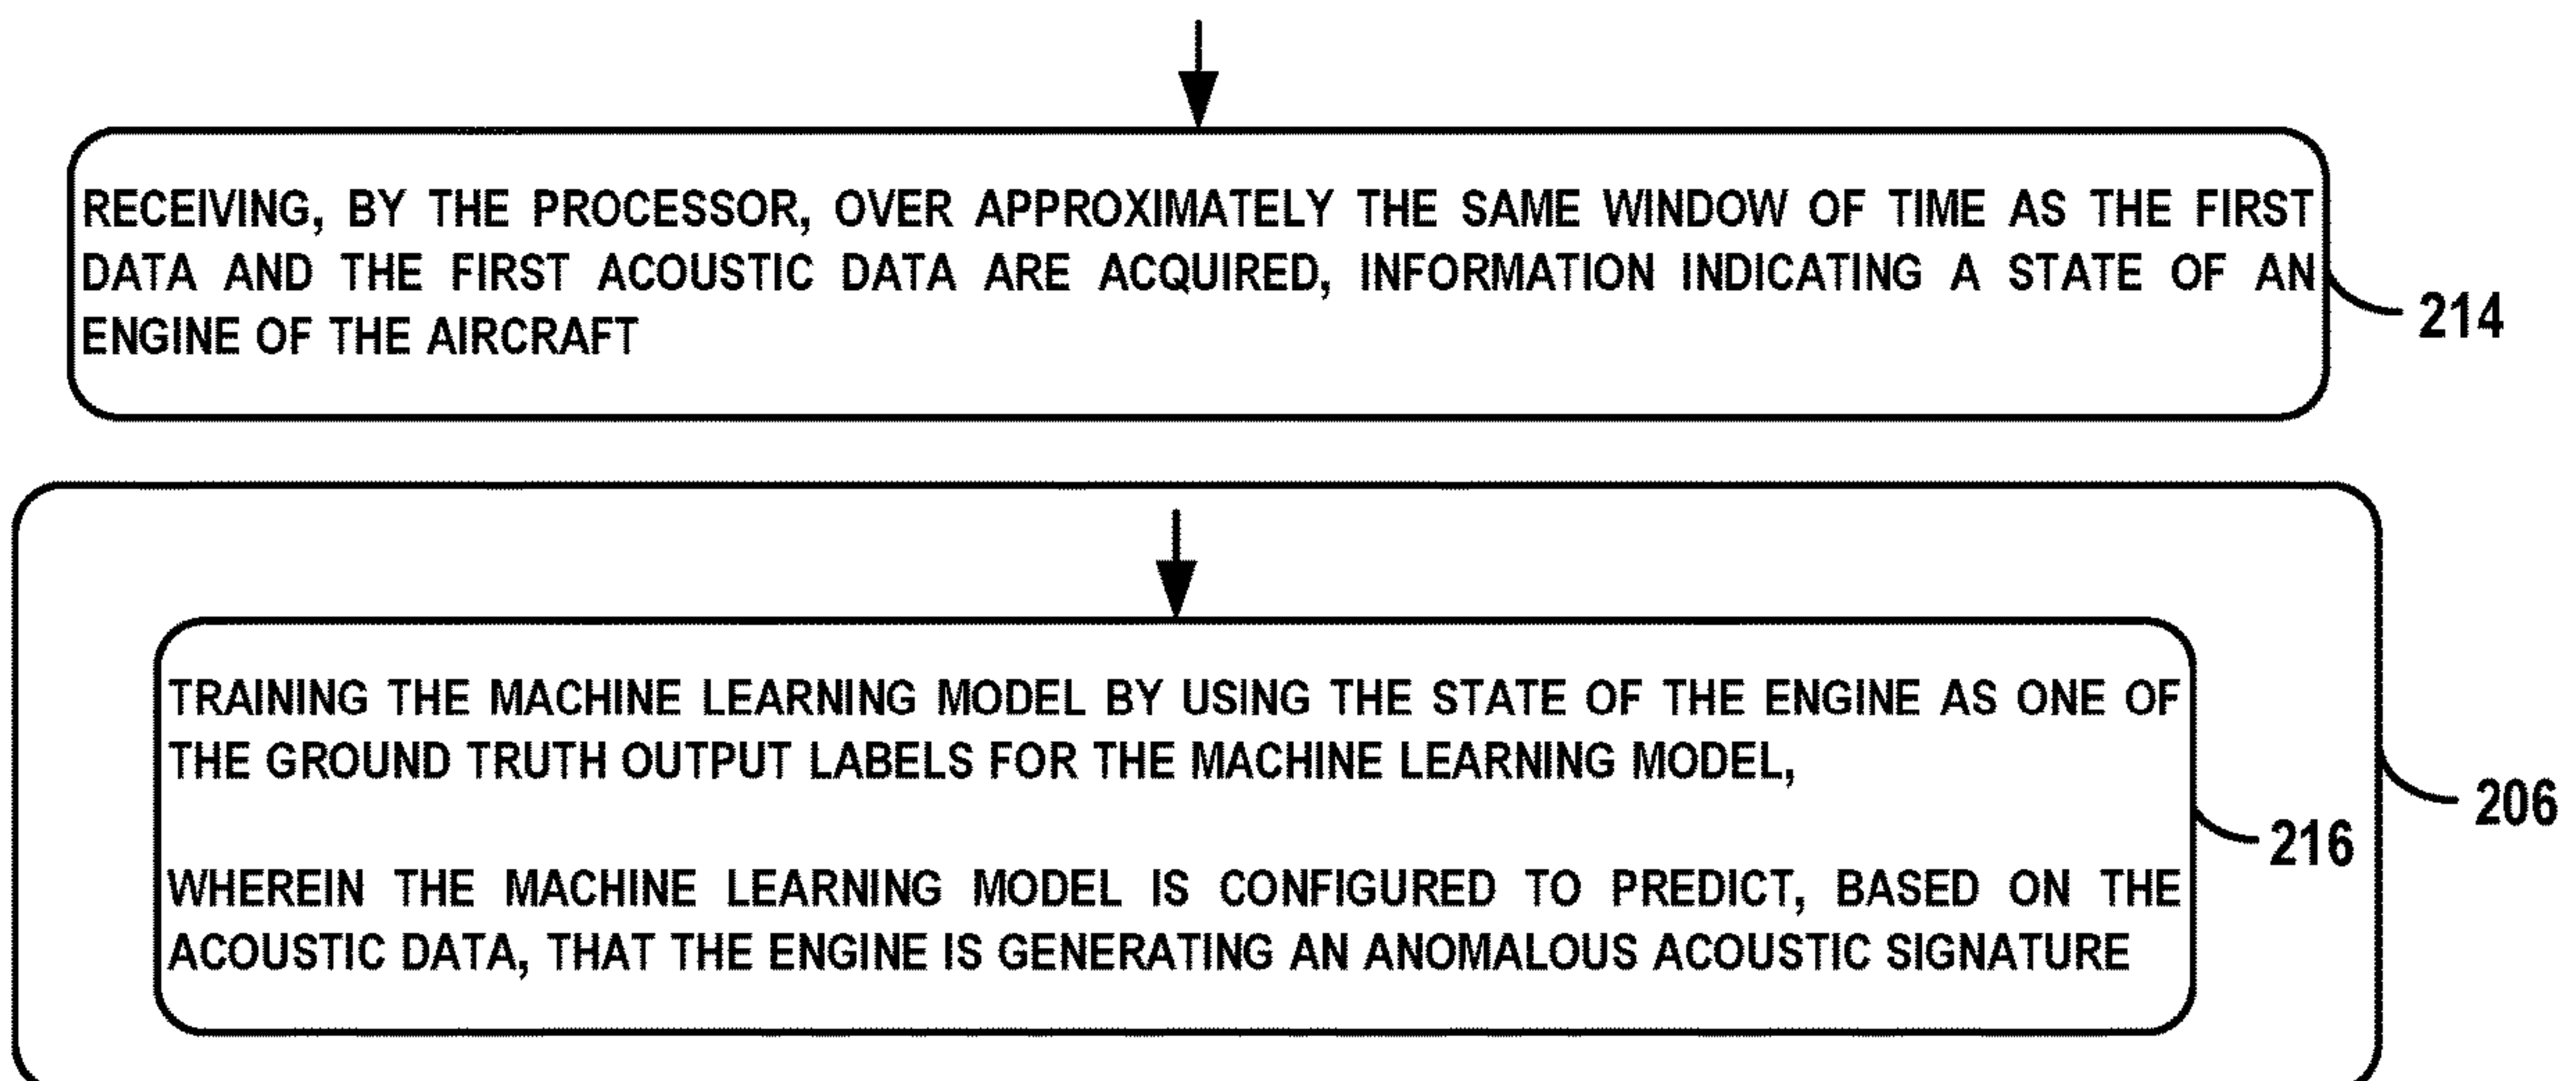 RECEIVING, BY THE PROCESSOR, OVER APPROXIMATELY THE SAME WINDOW OF TIME AS THE FIRST
DATA AND THE FIRST ACOUSTIC DATA ARE ACQUIRED, INFORMATION INDICATING A STATE OF AN
ENGINE OF THE AIRCRAFT
214
TRAINING THE MACHINE LEARNING MODEL BY USING THE STATE OF THE ENGINE AS ONE OF
THE GROUND TRUTH OUTPUT LABELS FOR THE MACHINE LEARNING MODEL,
WHEREIN THE MACHINE LEARNING MODEL IS CONFIGURED TO PREDICT, BASED ON THE
ACOUSTIC DATA, THAT THE ENGINE IS GENERATING AN ANOMALOUS ACOUSTIC SIGNATURE
216
206